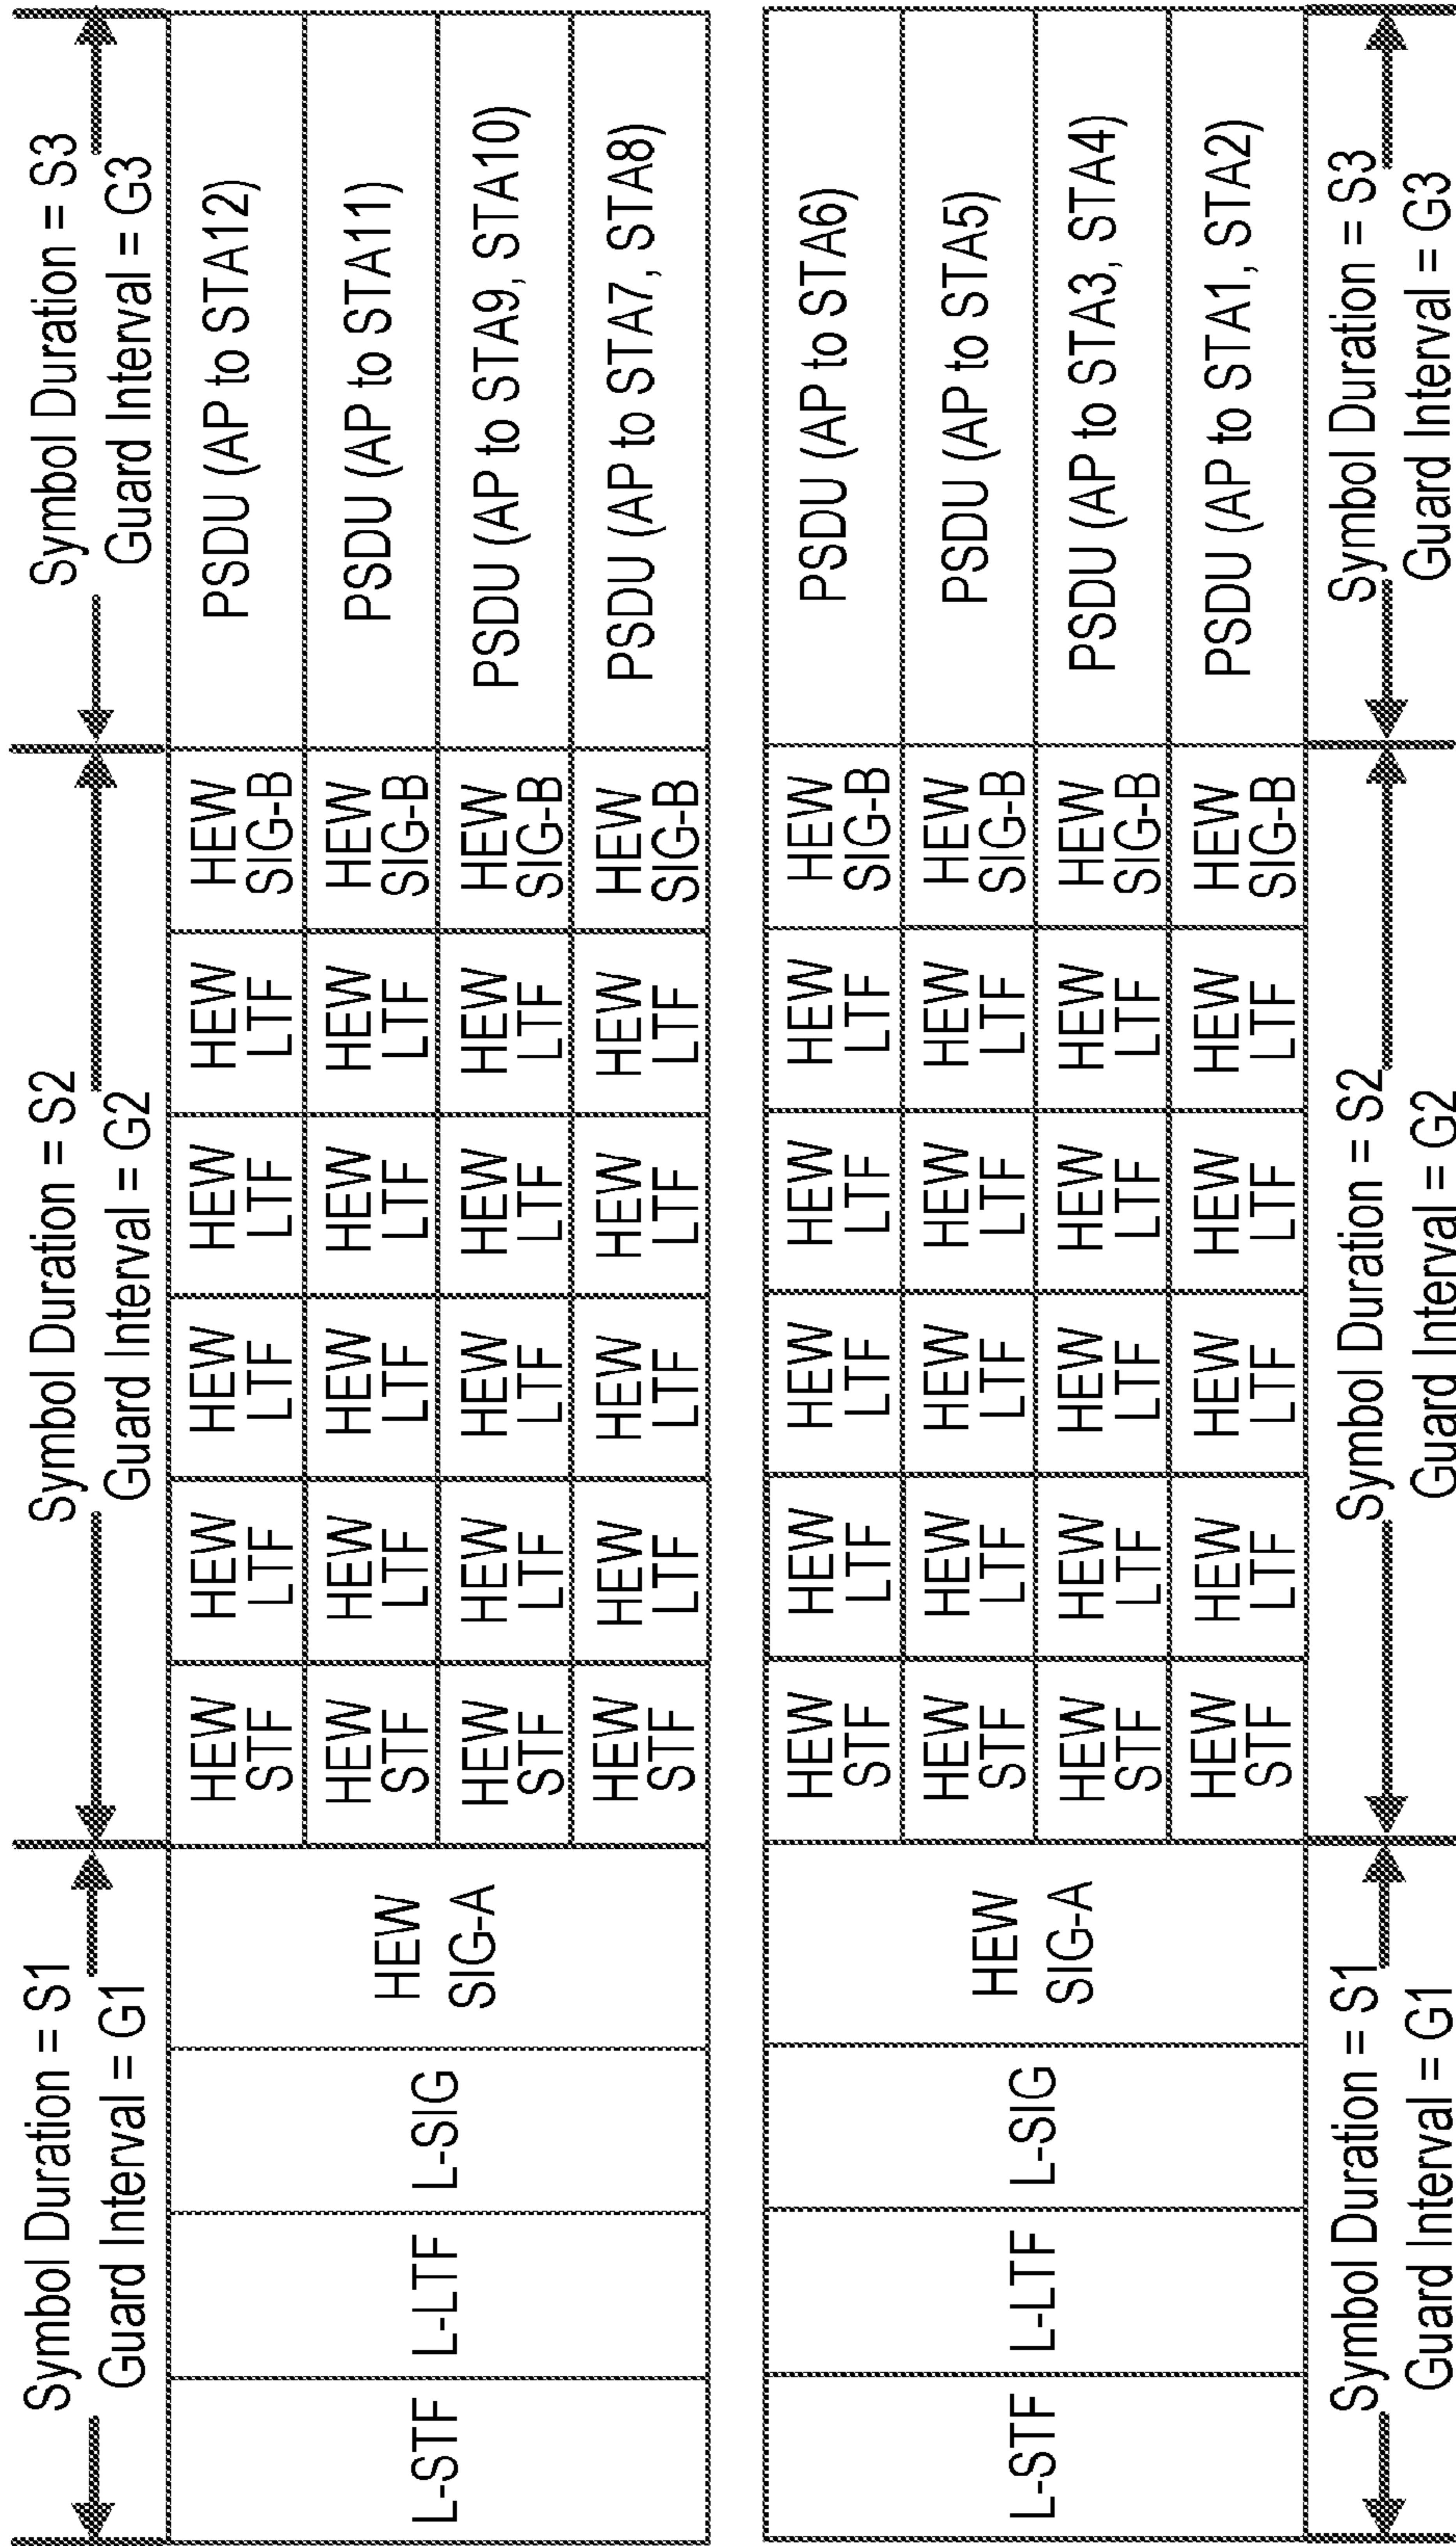 Symbol Duration = S1
Guard Interval = G1
Symbol Duration = S2
Guard Interval = G2
Symbol Duration = S3
Guard Interval = G3
L-STF
L-LTF
L-SIG
HEW
SIG-A
HEW
STF
HEW
LTF
HEW
LTF
HEW
LTF
HEW
LTF
HEW
SIG-B
PSDU (AP to STA12)
HEW
STF
HEW
LTF
HEW
LTF
HEW
LTF
HEW
LTF
HEW
SIG-B
PSDU (AP to STA11)
HEW
STF
HEW
LTF
HEW
LTF
HEW
LTF
HEW
LTF
HEW
SIG-B
PSDU (AP to STA9, STA10)
HEW
STF
HEW
LTF
HEW
LTF
HEW
LTF
HEW
LTF
HEW
SIG-B
PSDU (AP to STA7, STA8)
L-STF
L-LTF
L-SIG
HEW
SIG-A
HEW
STF
HEW
LTF
HEW
LTF
HEW
LTF
HEW
LTF
HEW
SIG-B
PSDU (AP to STA6)
HEW
STF
HEW
LTF
HEW
LTF
HEW
LTF
HEW
LTF
HEW
SIG-B
PSDU (AP to STA5)
HEW
STF
HEW
LTF
HEW
LTF
HEW
LTF
HEW
LTF
HEW
SIG-B
PSDU (AP to STA3, STA4)
HEW
STF
HEW
LTF
HEW
LTF
HEW
LTF
HEW
LTF
HEW
SIG-B
PSDU (AP to STA1, STA2)
Symbol Duration = S1
Guard Interval = G1
Symbol Duration = S2
Guard Interval = G2
Symbol Duration = S3
Guard Interval = G3